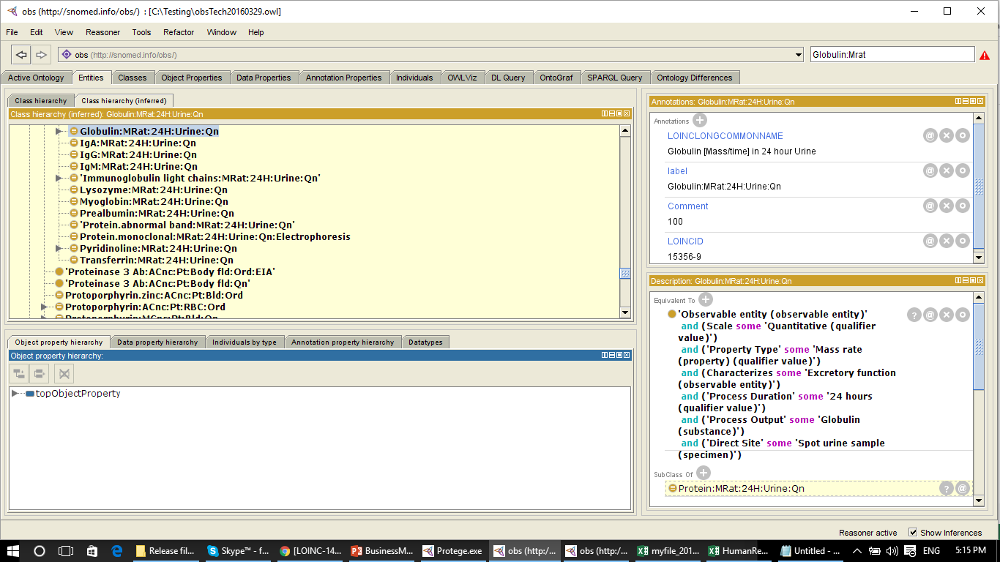 obs (http://snomed.info/obs/)  : [C:\Testing\obsTech20160329.owl]
File Edit View Reasoner Tools Refactor Window Help
obs (http://snomed.info/obs/) Globulin:Mrat
Active Ontology Entities Classes Object Properties Data Properties Annotation Properties Individuals OWLViz DL Query OntoGraf SPARQL Query Ontology Differences
Class hierarchy Class hierarchy (inferred)
Class hierarchy (inferred): Globulin:MRat:24H:Urine:Qn
Globulin:MRat:24H:Urine:Qn
IgA:MRat:24H:Urine:Qn
IgG:MRat:24H:Urine:Qn
IgM:MRat:24H:Urine:Qn
'Immunoglobulin light chains:MRat:24H:Urine:Qn'
Lysozyme:MRat:24H:Urine:Qn
Myoglobin:MRat:24H:Urine:Qn
Prealbumin:MRat:24H:Urine:Qn
'Protein.abnormal band:MRat:24H:Urine:Qn'
Protein.monoclonal:MRat:24H:Urine:Qn:Electrophoresis
Pyridinoline:MRat:24H:Urine:Qn
Transferrin:MRat:24H:Urine:Qn
'Proteinase 3 Ab:ACnc:Pt:Body fld:Ord:EIA'
'Proteinase 3 Ab:ACnc:Pt:Body fld:Qn'
Protoporphyrin.zinc:ACnc:Pt:Bld:Ord
Protoporphyrin:ACnc:Pt:RBC:Ord
Protoporphyrin:MCnc:Pt:Bld:Qn
Object property hierarchy Data property hierarchy Individuals by type Annotation property hierarchy Datatypes
Object property hierarchy:
topObjectProperty
Annotations: Globulin:MRat:24H:Urine:Qn
Annotations
LOINCLONGCOMMONNAME
Globulin [Mass/time] in 24 hour Urine
label
Globulin:MRat:24H:Urine:Qn
Comment
100
LOINCID
15356-9
Description: Globulin:MRat:24H:Urine:Qn
Equivalent To
'Observable entity (observable entity)'
and (Scale some 'Quantitative (qualifier
value)')
and ('Property Type' some 'Mass rate
(property) (qualifier value)')
and (Characterizes some 'Excretory function
(observable entity)')
and ('Process Duration' some '24 hours
(qualifier value)')
and ('Process Output' some 'Globulin
(substance)')
and ('Direct Site' some 'Spot urine sample
(specimen)')
SubClass Of
Protein:MRat:24H:Urine:Qn
Reasoner active Show Inferences
Release fil... Skype™ - f... [LOINC-14... BusinessM... Protege.exe obs (http:/... obs (http:/... myfile_201... HumanRe... Untitled - ... ENG 5:15 PM